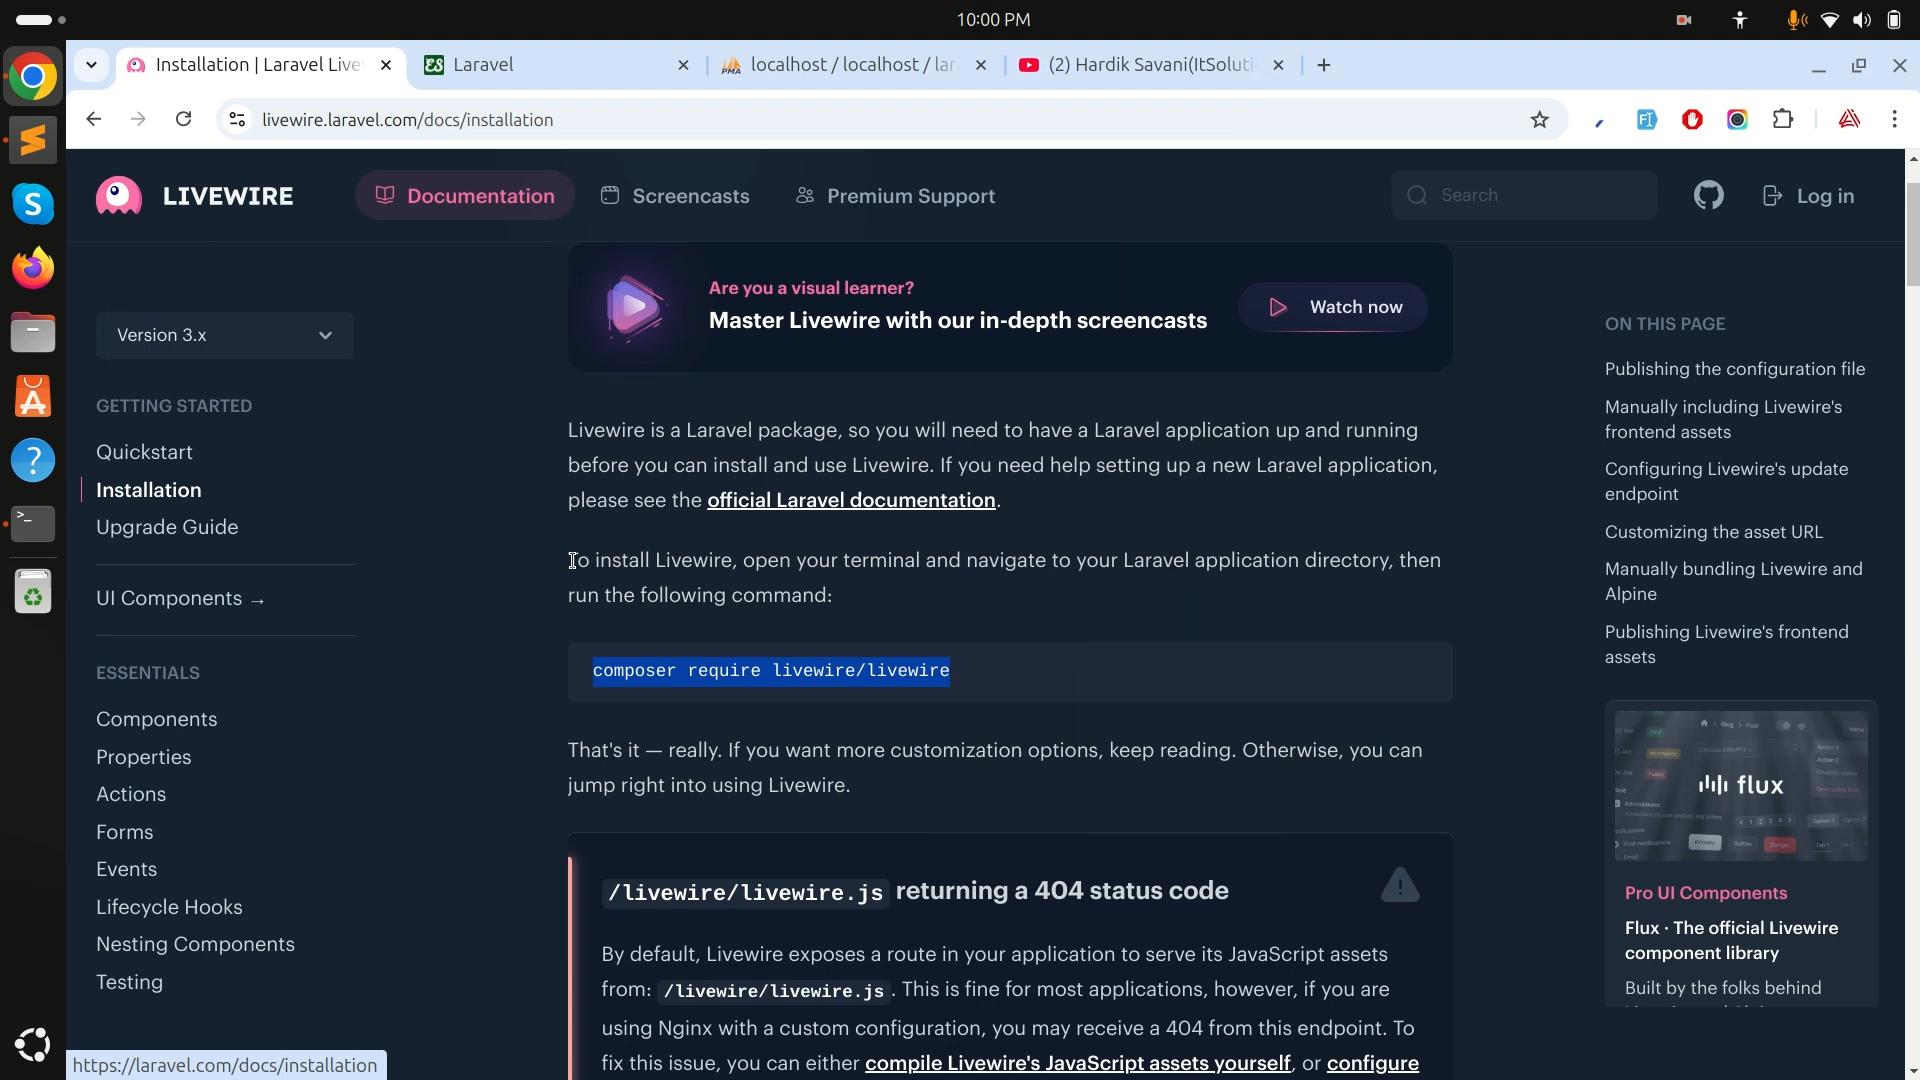 10:00 PM
Installation | Laravel Live
Laravel
localhost / localhost / lar
(2) Hardik Savani(ItSoluti
livewire.laravel.com/docs/installation
LIVEWIRE
Documentation
Screencasts
Premium Support
Search
Log in
Are you a visual learner?
Master Livewire with our in-depth screencasts
Watch now
Version 3.x
GETTING STARTED
Quickstart
Installation
Upgrade Guide
UI Components →
ESSENTIALS
Components
Properties
Actions
Forms
Events
Lifecycle Hooks
Nesting Components
Testing
Livewire is a Laravel package, so you will need to have a Laravel application up and running
before you can install and use Livewire. If you need help setting up a new Laravel application,
please see the official Laravel documentation.
To install Livewire, open your terminal and navigate to your Laravel application directory, then
run the following command:
composer require livewire/livewire
That's it — really. If you want more customization options, keep reading. Otherwise, you can
jump right into using Livewire.
/livewire/livewire.js returning a 404 status code
By default, Livewire exposes a route in your application to serve its JavaScript assets
from: /livewire/livewire.js. This is fine for most applications, however, if you are
using Nginx with a custom configuration, you may receive a 404 from this endpoint. To
fix this issue, you can either compile Livewire's JavaScript assets yourself, or configure
ON THIS PAGE
Publishing the configuration file
Manually including Livewire's
frontend assets
Configuring Livewire's update
endpoint
Customizing the asset URL
Manually bundling Livewire and
Alpine
Publishing Livewire's frontend
assets
flux
Pro UI Components
Flux · The official Livewire
component library
Built by the folks behind
https://laravel.com/docs/installation